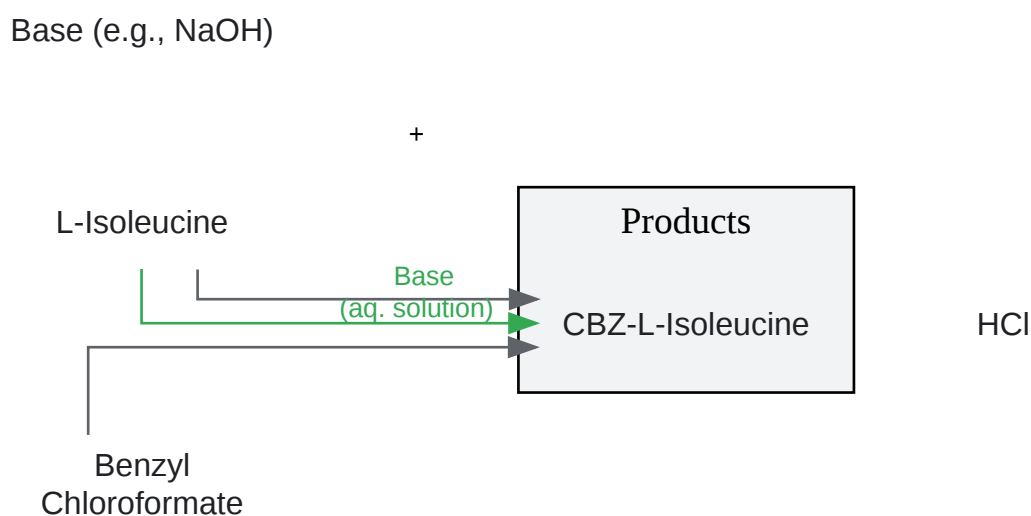 Base (e.g., NaOH)
+
L-Isoleucine
Products
Base
(aq. solution)
CBZ-L-Isoleucine
HCl
Benzyl
Chloroformate